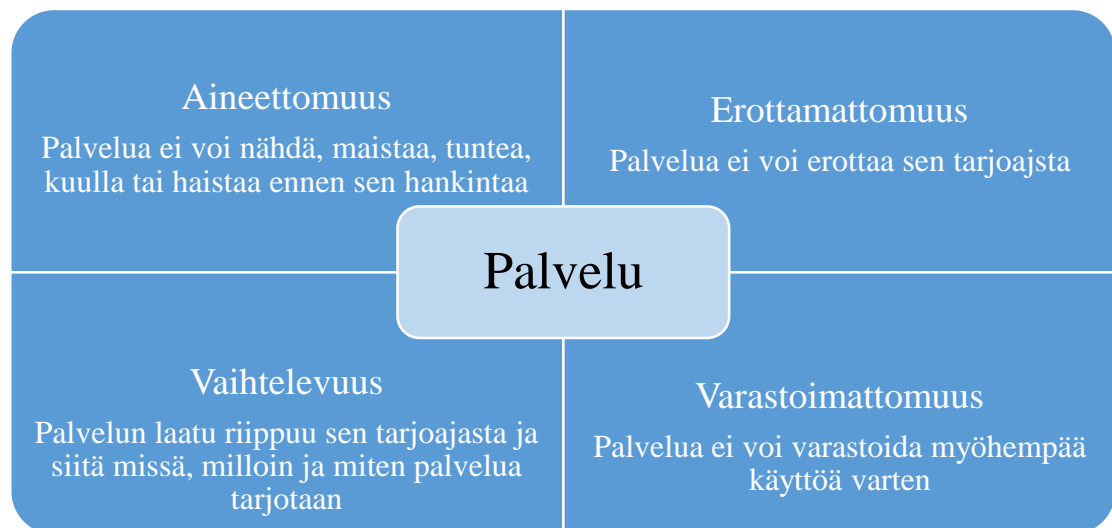 Aineettomuus
Palvelua ei voi nähdä, maistaa, tuntea,
kuulla tai haistaa ennen sen hankintaa
Erottamattomuus
Palvelua ei voi erottaa sen tarjoajsta
Palvelu
Vaihtelevuus
Palvelun laatu riippuu sen tarjoajasta ja
siitä missä, milloin ja miten palvelua
tarjotaan
Varastoimattomuus
Palvelua ei voi varastoida myöhempää
käyttöä varten